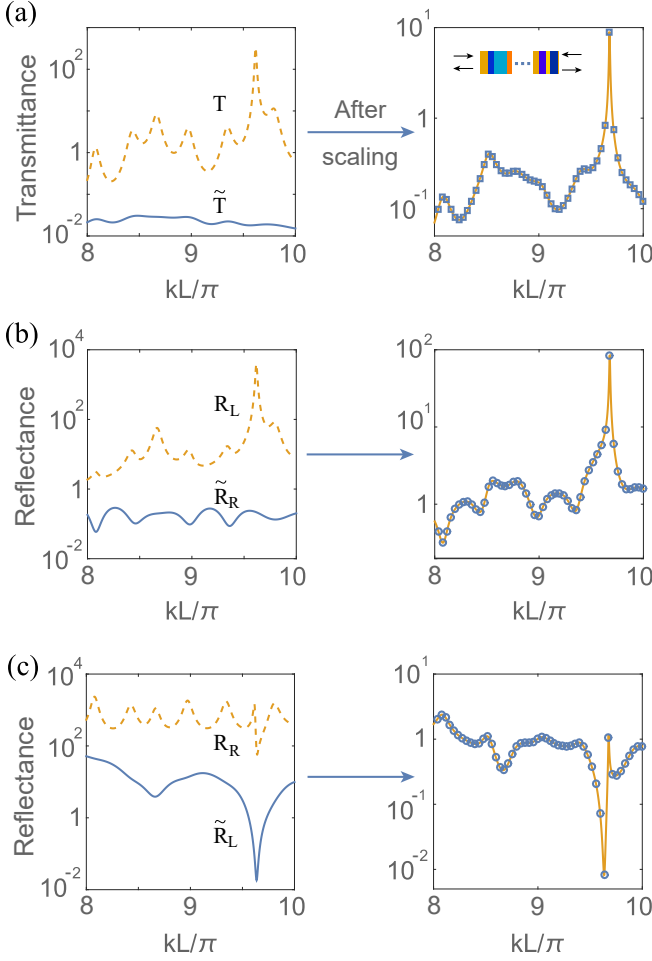 (a)
Transmittance
10^2
1
10^-2
T
T̃
8
9
10
kL/π
After
scaling
10^1
1
10^-1
8
9
10
kL/π
(b)
Reflectance
10^4
10^2
1
10^-2
R_L
R̃_R
8
9
10
kL/π
10^2
10^1
1
8
9
10
kL/π
(c)
Reflectance
10^4
10^2
1
10^-2
R_R
R̃_L
8
9
10
kL/π
10^1
1
10^-1
10^-2
8
9
10
kL/π